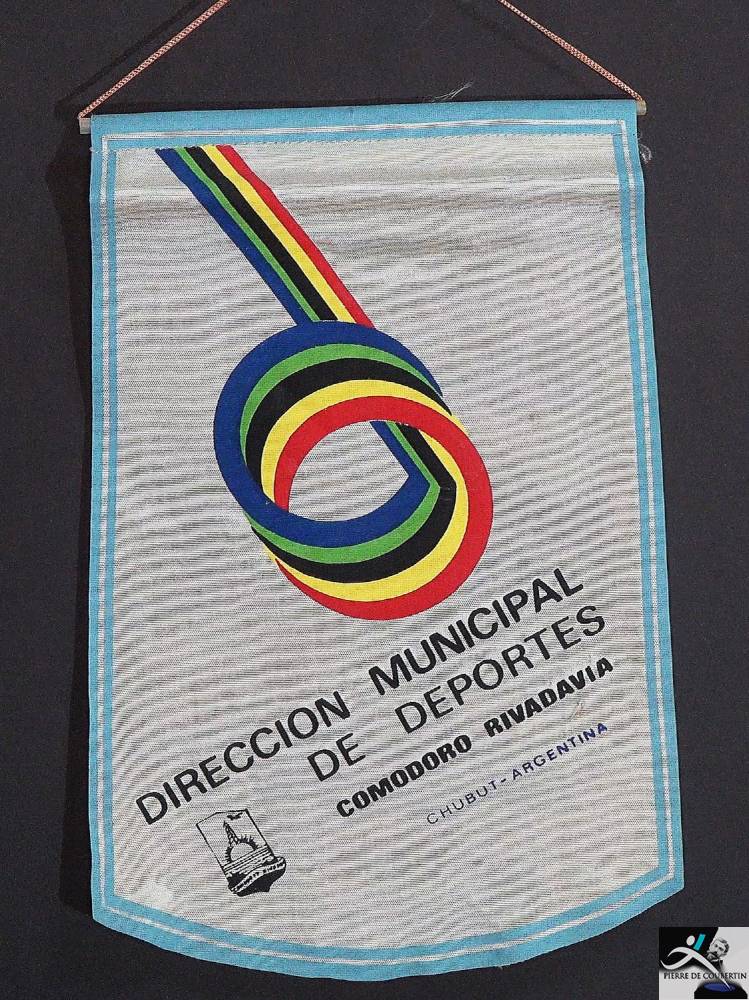 DIRECCION MUNICIPAL
DE DEPORTES
COMODORO RIVADAVIA
CHUBUT-ARGENTINA
PIERRE DE COUBERTIN